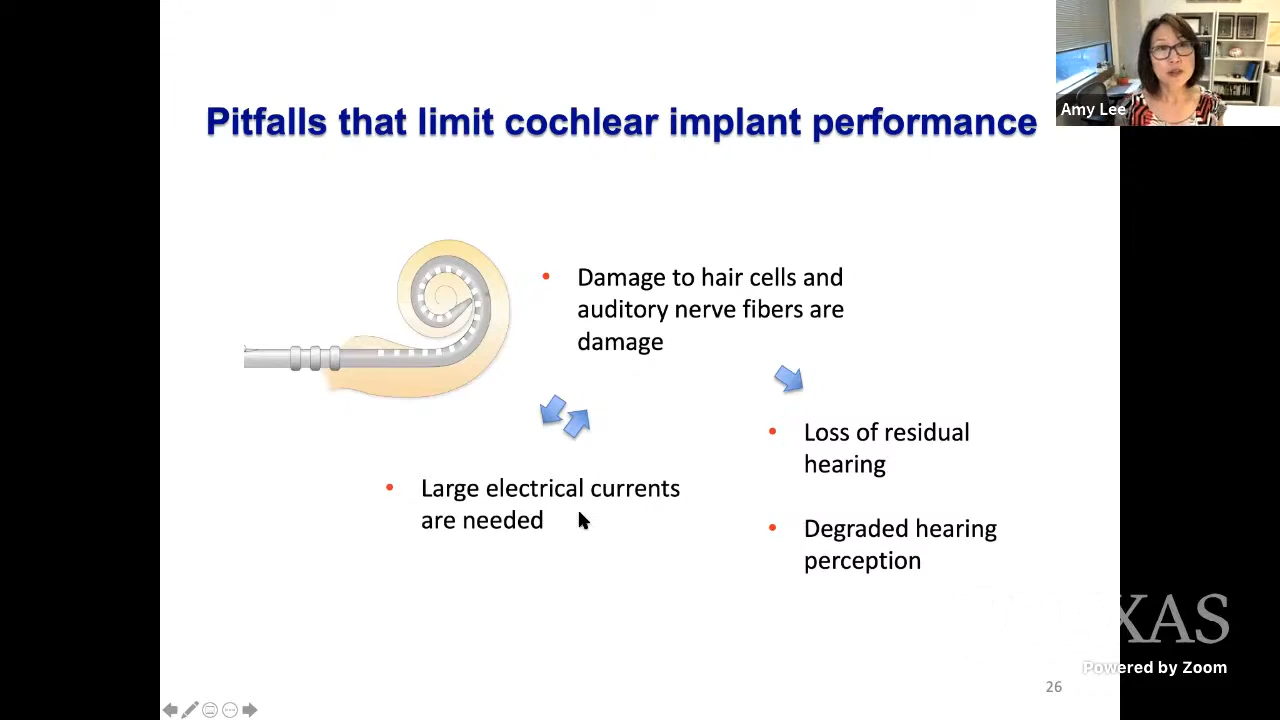 Pitfalls that limit cochlear implant performance
Amy Lee
• Damage to hair cells and
auditory nerve fibers are
damage
• Loss of residual
hearing
• Large electrical currents
are needed
• Degraded hearing
perception
XAS
Powered by Zoom
26